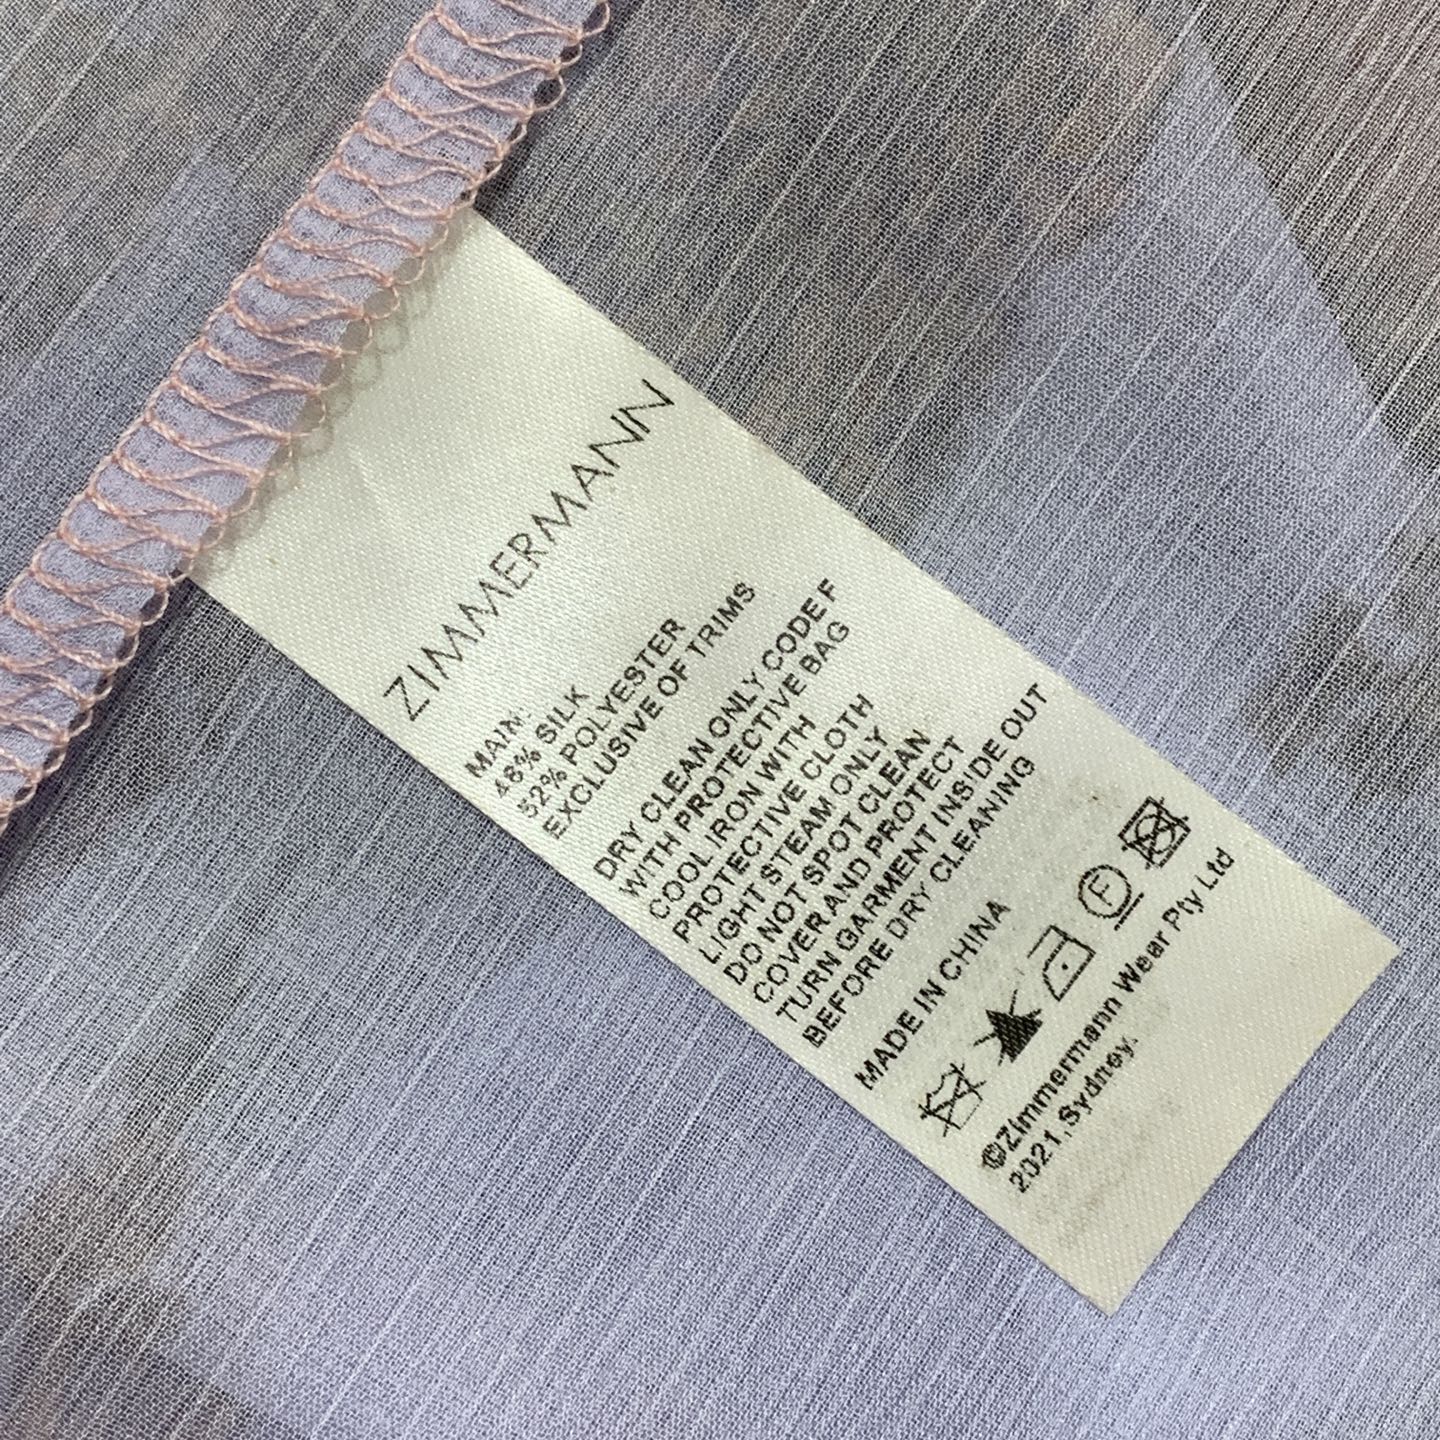 ZIMMERMANN
MAIN:
48% SILK
52% POLYESTER
EXCLUSIVE OF TRIMS
DRY CLEAN ONLY CODE F
WITH PROTECTIVE BAG
COOL IRON WITH
PROTECTIVE CLOTH
LIGHT STEAM ONLY
DO NOT SPOT CLEAN
COVER AND PROTECT
TURN GARMENT INSIDE OUT
BEFORE DRY CLEANING
MADE IN CHINA
F
©Zimmermann Wear Pty Ltd
2021,Sydney.